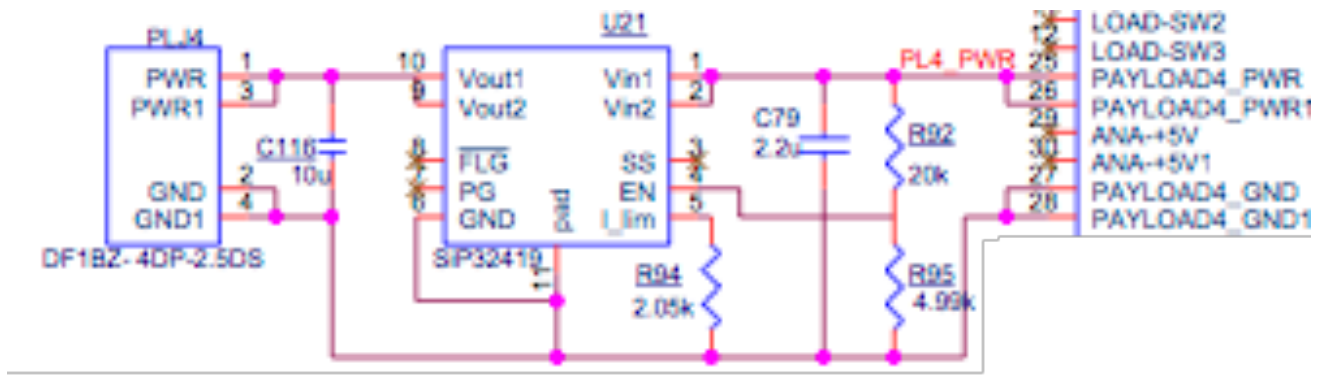 PLJ4
PWR
1
PWR1
3
GND
2
GND1
4
DF1BZ- 4DP-2.5DS
C116
10u
U21
10
Vout1
Vin1
1
9
Vout2
Vin2
2
8
FLG
SS
3
7
PG
EN
4
6
GND
I_lim
5
pad
11
SiP32419
R94
2.05k
C79
2.2u
R92
20k
R95
4.99k
PL4_PWR
LOAD-SW2
12
LOAD-SW3
25
PAYLOAD4_PWR
26
PAYLOAD4_PWR1
29
ANA-+5V
30
ANA-+5V1
27
PAYLOAD4_GND
28
PAYLOAD4_GND1